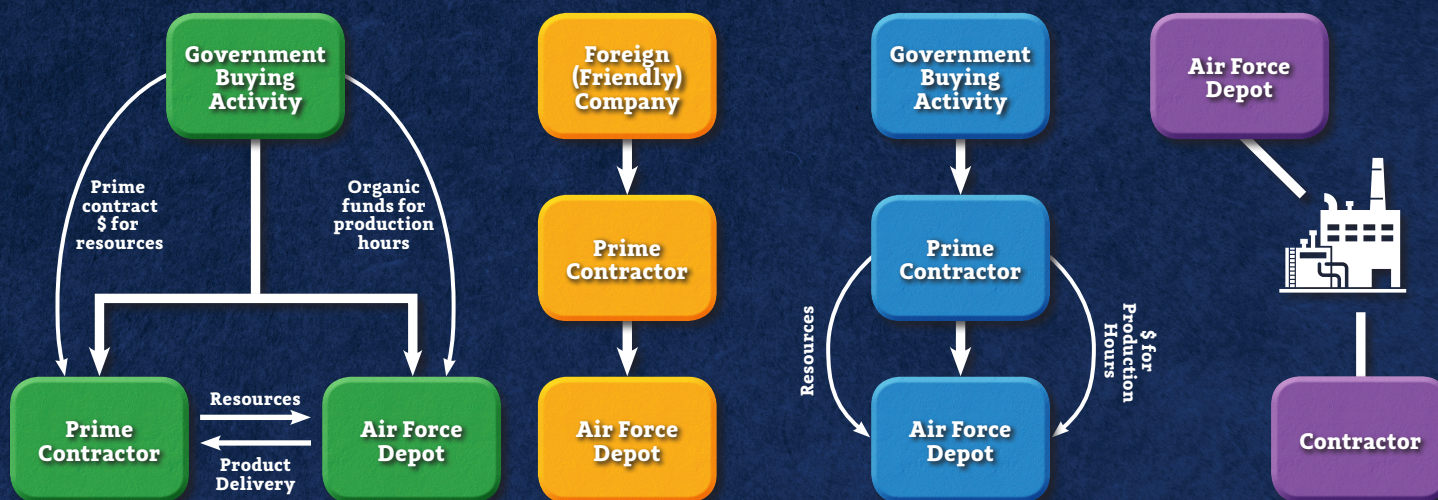 Government
Buying
Activity
Prime
contract
$ for
resources
Organic
funds for
production
hours
Prime
Contractor
Resources
Product
Delivery
Air Force
Depot
Foreign
(Friendly)
Company
Prime
Contractor
Air Force
Depot
Government
Buying
Activity
Prime
Contractor
Resources
$ for
Production
Hours
Air Force
Depot
Air Force
Depot
Contractor